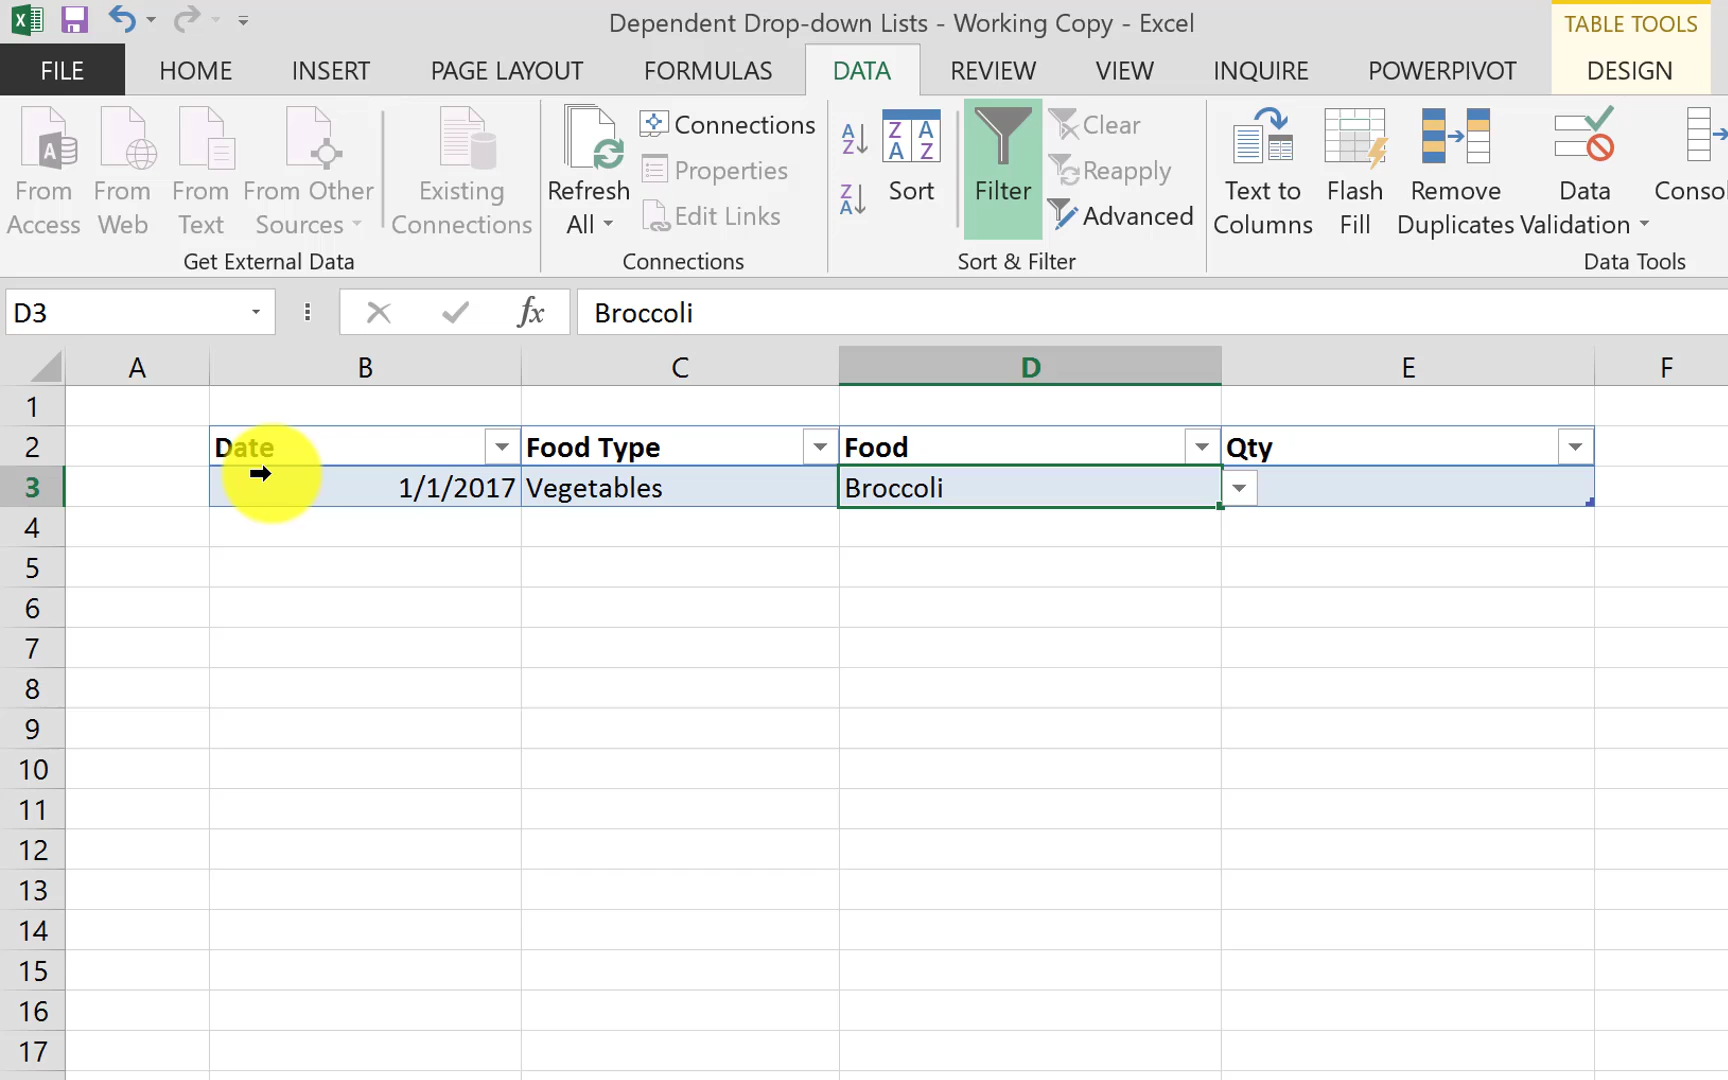 Dependent Drop-down Lists - Working Copy - Excel
TABLE TOOLS
FILE HOME INSERT PAGE LAYOUT FORMULAS DATA REVIEW VIEW INQUIRE POWERPIVOT DESIGN
From Access
From Web
From Text
From Other Sources
Existing Connections
Get External Data
Refresh All
Connections
Properties
Edit Links
Connections
Sort
Filter
Clear
Reapply
Advanced
Sort & Filter
Text to Columns
Flash Fill
Remove Duplicates
Data Validation
Consol
Data Tools
D3 fx Broccoli
A B C D E F
1
2 Date Food Type Food Qty
3 1/1/2017 Vegetables Broccoli
4
5
6
7
8
9
10
11
12
13
14
15
16
17